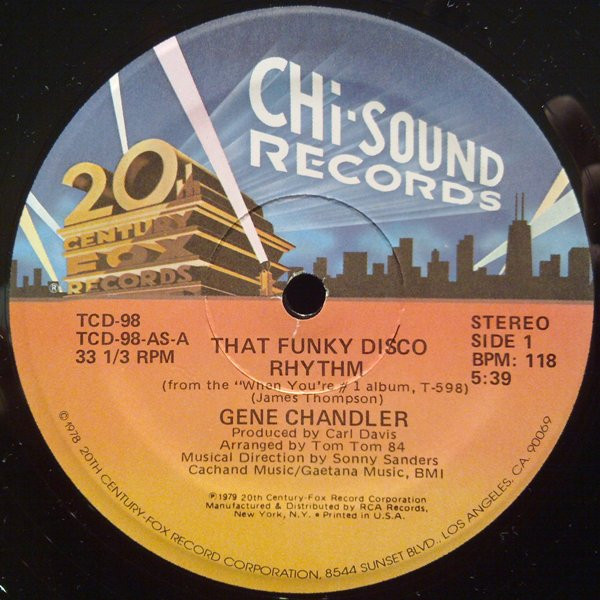 CHi-SOUND
RECORDS
20th
CENTURY
FOX
RECORDS
®
TCD-98
TCD-98-AS-A
33 1/3 RPM
STEREO
SIDE 1
BPM: 118
5:39
THAT FUNKY DISCO
RHYTHM
(from the "When You're #1 album, T-598)
(James Thompson)
GENE CHANDLER
Produced by Carl Davis
Arranged by Tom Tom 84
Musical Direction by Sonny Sanders
Cachand Music/Gaetana Music, BMI
℗ 1979 20th Century-Fox Record Corporation
Manufactured & Distributed by RCA Records,
New York, N.Y. • Printed in U.S.A.
© 1978 20TH CENTURY-FOX RECORD CORPORATION, 8544 SUNSET BLVD., LOS ANGELES, CA. 90069